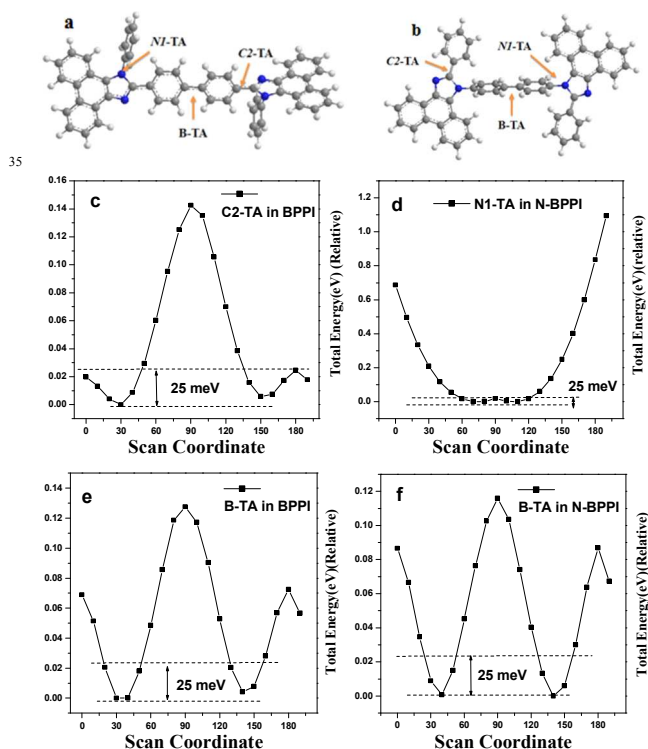 a
N1-TA
C2-TA
B-TA
b
C2-TA
N1-TA
B-TA
35
c
C2-TA in BPPI
25 meV
0.16
0.14
0.12
0.10
0.08
0.06
0.04
0.02
0.00
0 30 60 90 120 150 180
Scan Coordinate
Total Energy(eV) (Relative)
d
N1-TA in N-BPPI
25 meV
1.0
0.8
0.6
0.4
0.2
0.0
0 30 60 90 120 150 180
Scan Coordinate
Total Energy(eV)(relative)
e
B-TA in BPPI
25 meV
0.14
0.12
0.10
0.08
0.06
0.04
0.02
0.00
0 30 60 90 120 150 180
Scan Coordinate
Total Energy(eV)(Relative)
f
B-TA in N-BPPI
25 meV
0.12
0.10
0.08
0.06
0.04
0.02
0.00
0 30 60 90 120 150 180
Scan Coordinate
Total Energy(eV)(Relative)